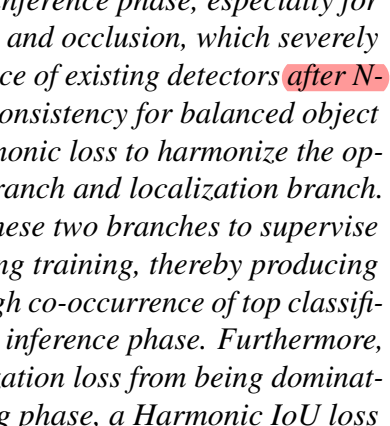 inference phase, especially for
and occlusion, which severely
ce of existing detectors after N-
onsistency for balanced object
monic loss to harmonize the op-
ranch and localization branch.
hese two branches to supervise
ng training, thereby producing
gh co-occurrence of top classifi-
inference phase. Furthermore,
zation loss from being dominat-
g phase, a Harmonic IoU loss